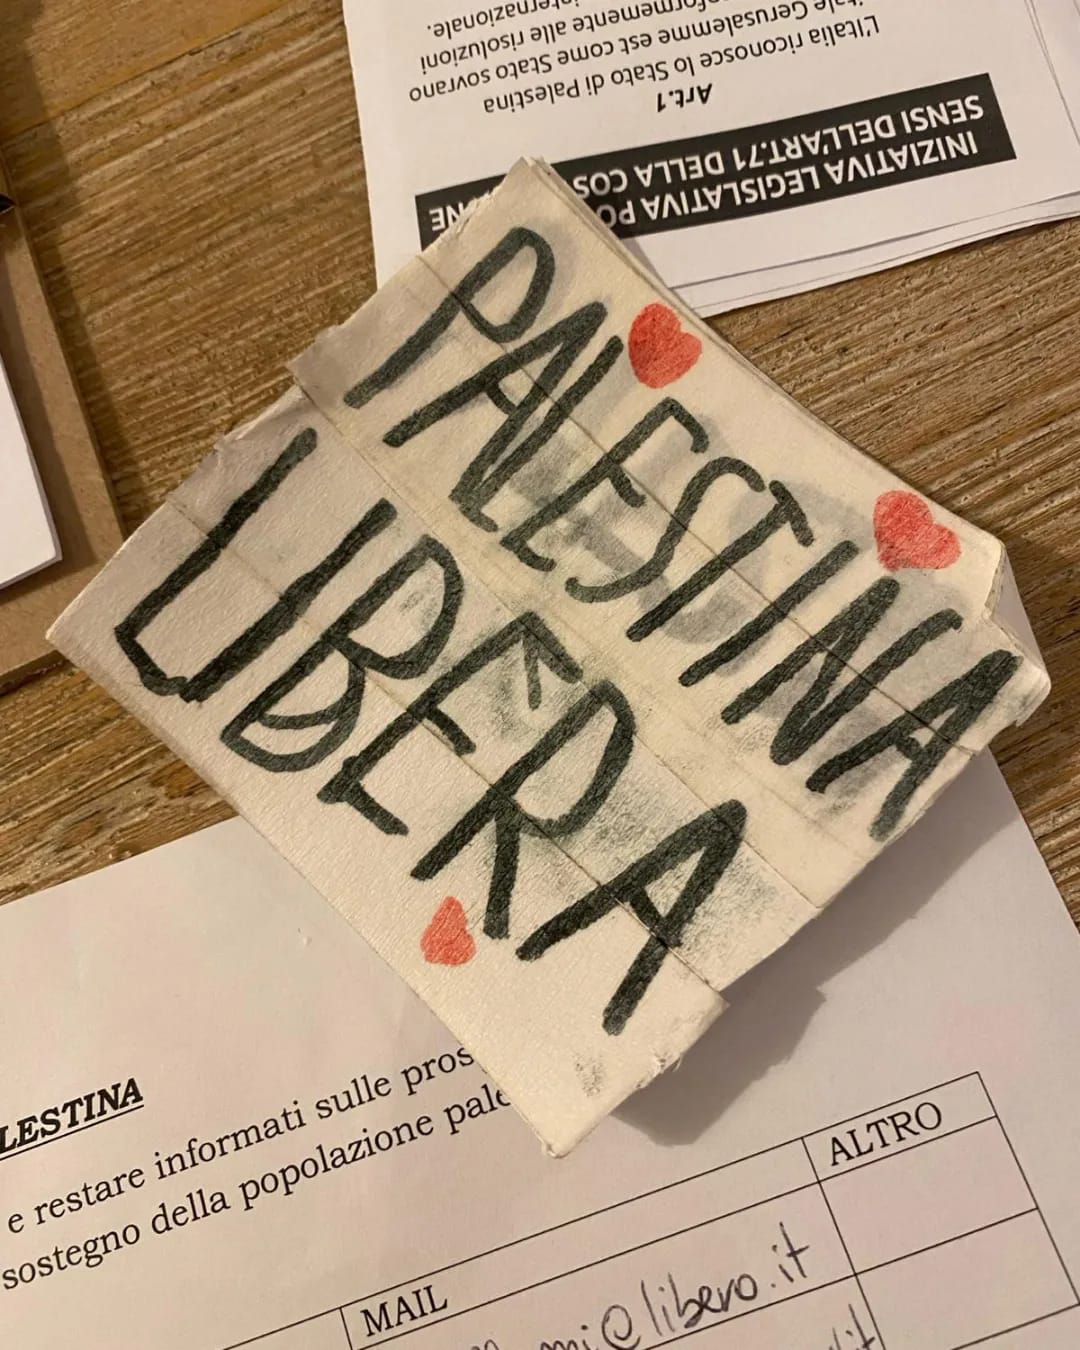 PALESTINA
LIBERA
INIZIATIVA LEGISLATIVA PO NE
SENSI DELL'ART.71 DELLA COS
Art.1
L'Italia riconosce lo Stato di Palestina
come Stato sovrano
Gerusalemme est
alle risoluzioni
internazionale.
LESTINA
e restare informati sulle pros
sostegno della popolazione pale
MAIL
ALTRO
mi@libero.it